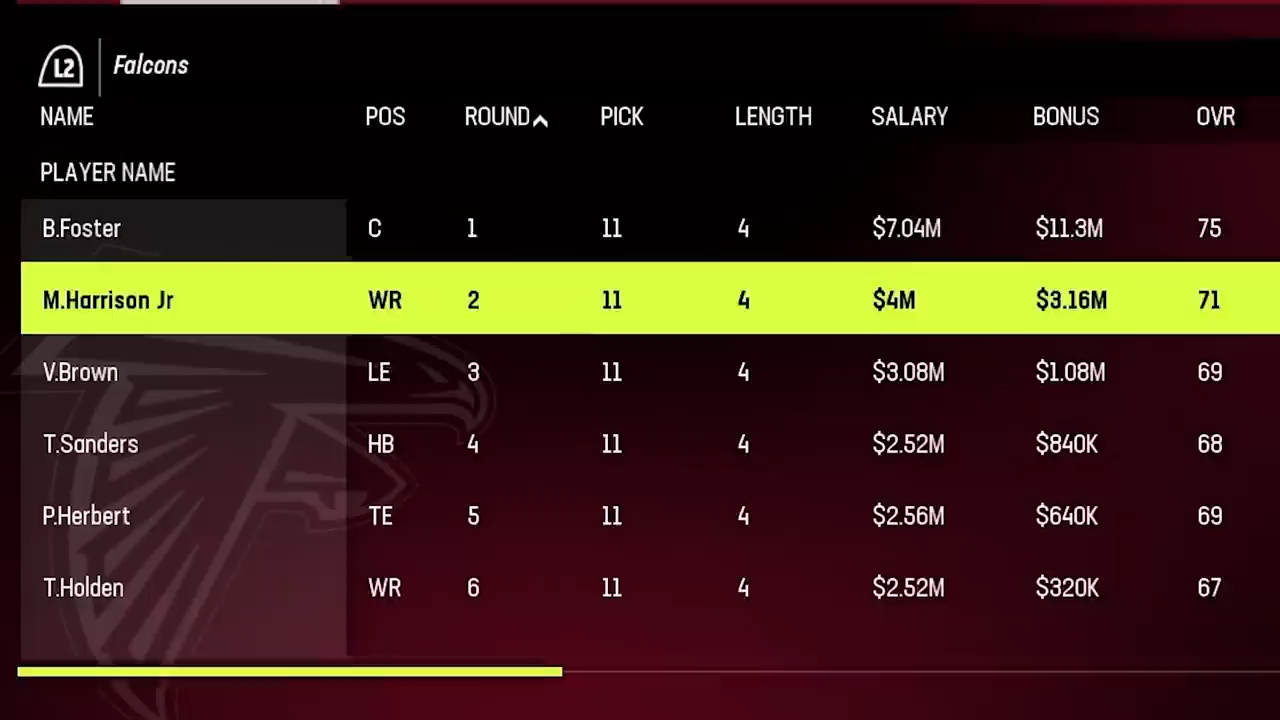 L2 Falcons
NAME POS ROUND PICK LENGTH SALARY BONUS OVR
PLAYER NAME
B.Foster C 1 11 4 $7.04M $11.3M 75
M.Harrison Jr WR 2 11 4 $4M $3.16M 71
V.Brown LE 3 11 4 $3.08M $1.08M 69
T.Sanders HB 4 11 4 $2.52M $840K 68
P.Herbert TE 5 11 4 $2.56M $640K 69
T.Holden WR 6 11 4 $2.52M $320K 67